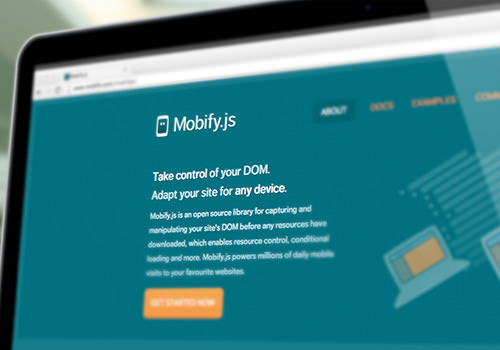 Mobify.js
ABOUT
DOCS
EXAMPLES
Take control of your DOM.
Adapt your site for any device.
Mobify.js is an open source library for capturing and
manipulating your site's DOM before any resources have
downloaded, which enables resource control, conditional
loading and more. Mobify.js powers millions of daily mobile
visits to your favourite websites.
GET STARTED NOW